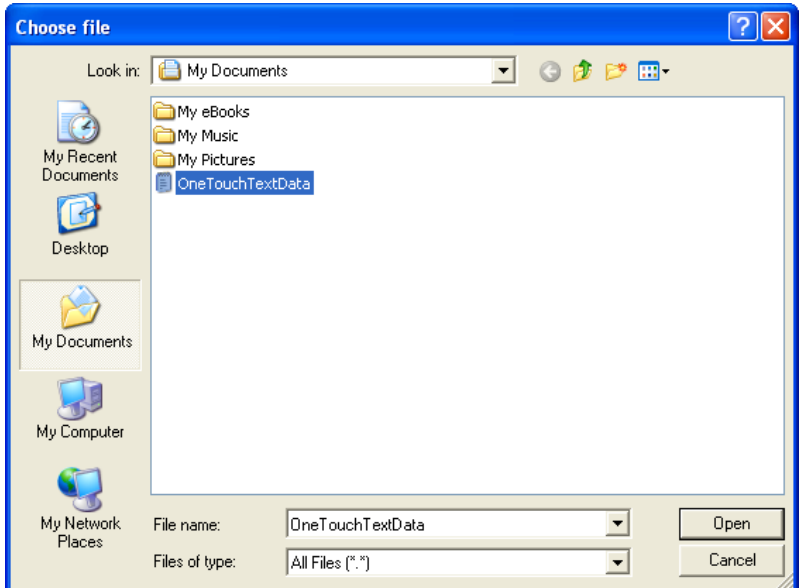 Choose file
Look in: My Documents
My Recent
Documents
Desktop
My Documents
My Computer
My Network
Places
My eBooks
My Music
My Pictures
OneTouchTextData
File name: OneTouchTextData Open
Files of type: All Files (*.*) Cancel